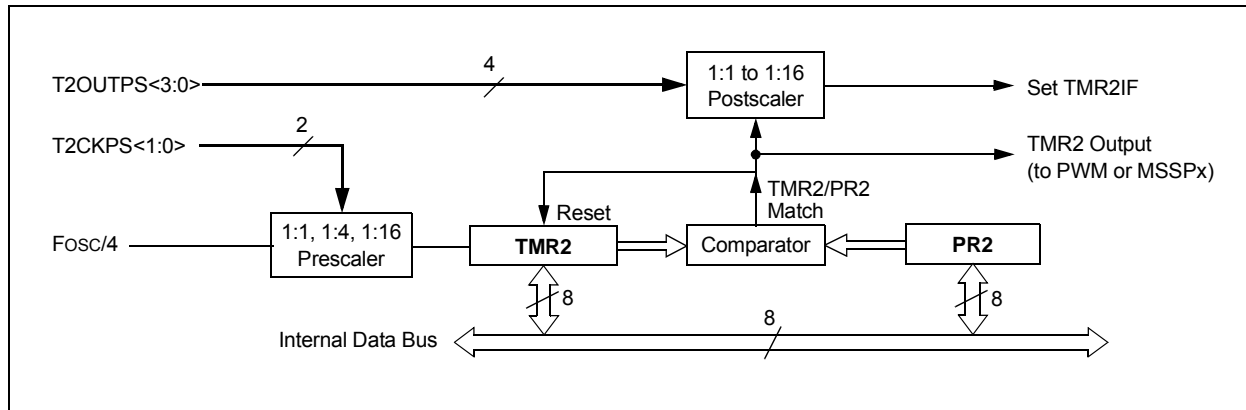 T2OUTPS<3:0>
4
1:1 to 1:16
Postscaler
Set TMR2IF
T2CKPS<1:0>
2
TMR2 Output
(to PWM or MSSPx)
TMR2/PR2
Match
Reset
FOSC/4
1:1, 1:4, 1:16
Prescaler
TMR2
Comparator
PR2
8
8
Internal Data Bus
8